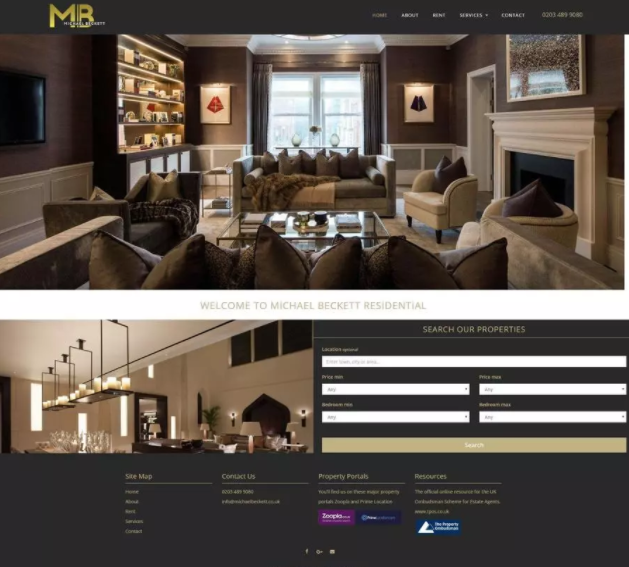 MB
MICHAEL BECKETT
HOME ABOUT RENT SERVICES CONTACT 0203 489 9080
WELCOME TO MICHAEL BECKETT RESIDENTIAL
SEARCH OUR PROPERTIES
Location optional
Enter town, city or area...
Price min Price max
Any Any
Bedroom min Bedroom max
Any Any
Search
Site Map
Home
About
Rent
Services
Contact
Contact Us
0203 489 9080
info@michaelbeckett.co.uk
Property Portals
You'll find us on these major property
portals Zoopla and Prime Location.
Zoopla
Resources
The official online resource for the UK
Ombudsman Scheme for Estate Agents.
www.tpos.co.uk
The Property
Ombudsman